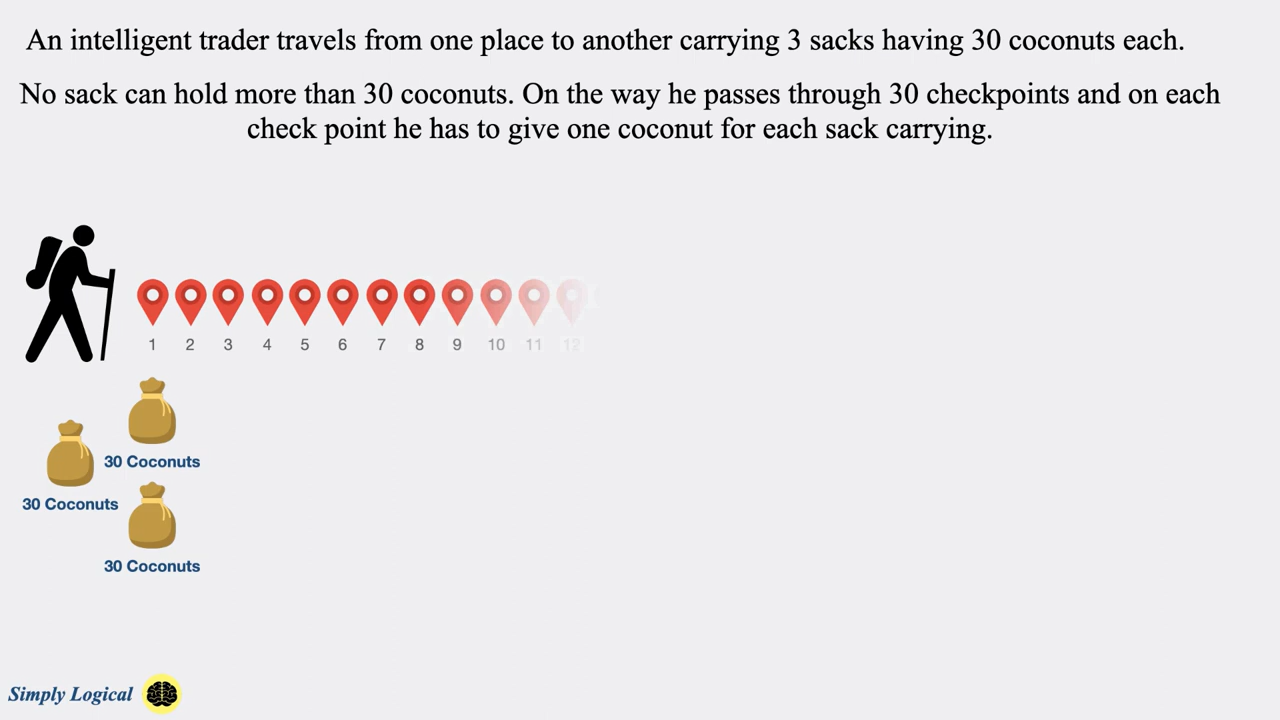 An intelligent trader travels from one place to another carrying 3 sacks having 30 coconuts each.
No sack can hold more than 30 coconuts. On the way he passes through 30 checkpoints and on each
check point he has to give one coconut for each sack carrying.
1 2 3 4 5 6 7 8 9 10 11 12
30 Coconuts
30 Coconuts
30 Coconuts
Simply Logical